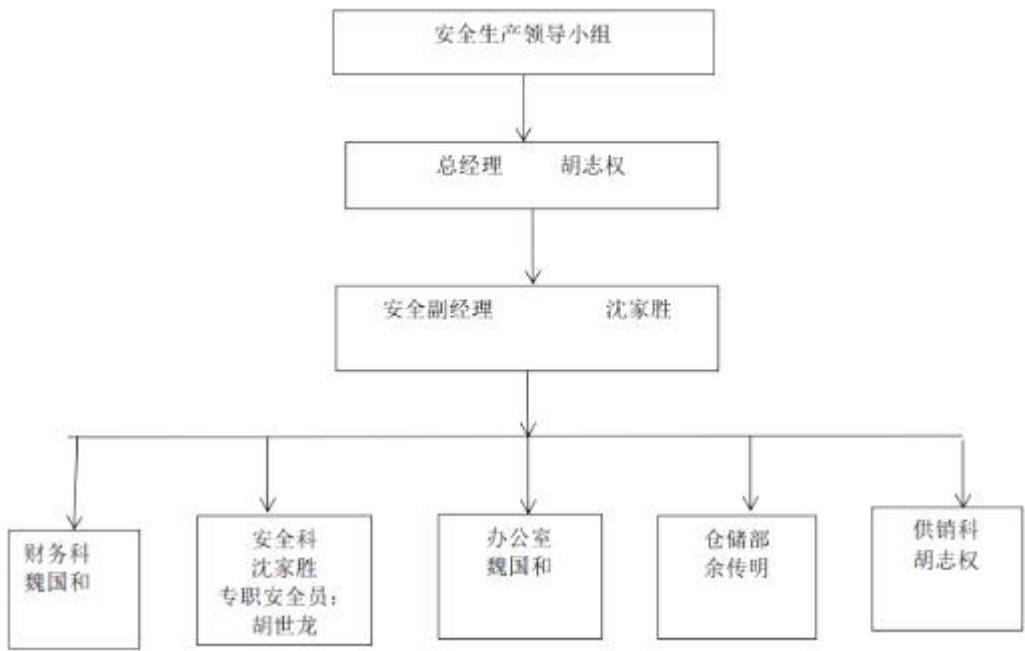 安全生产领导小组
总经理 胡志权
安全副经理 沈家胜
财务科
魏国和
安全科
沈家胜
专职安全员:
胡世龙
办公室
魏国和
仓储部
余传明
供销科
胡志权